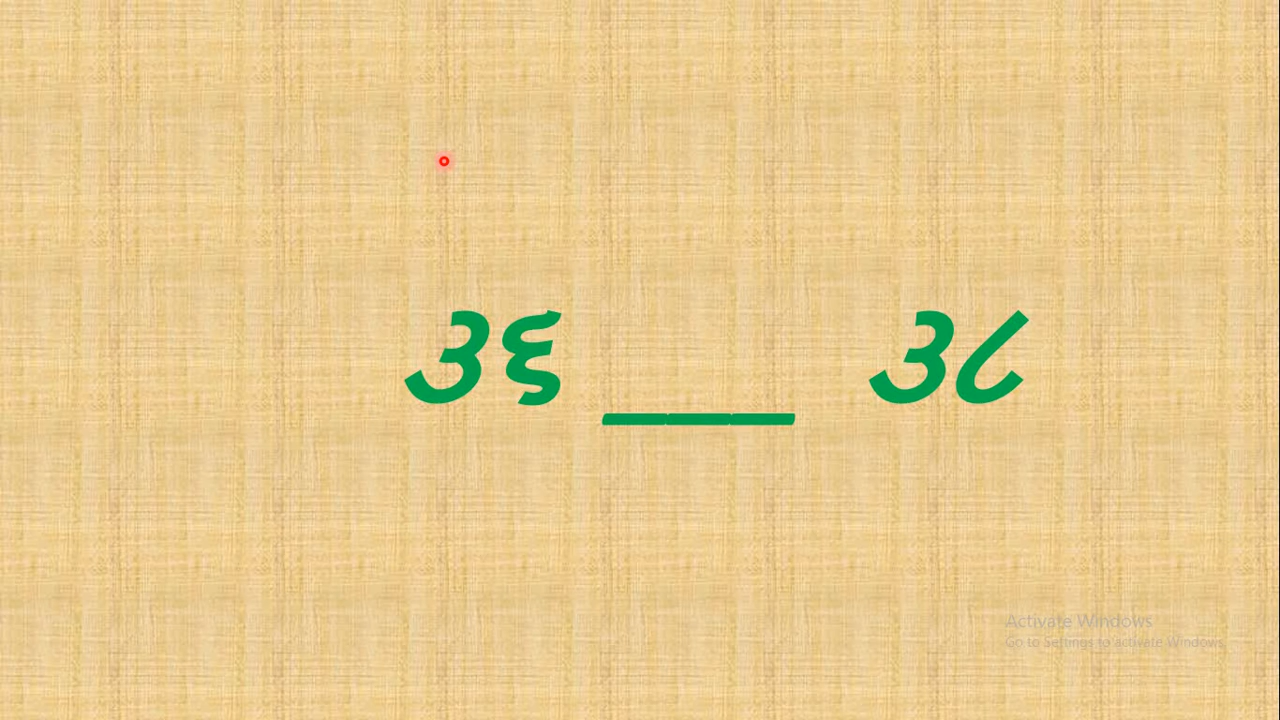 ૩૬ ___ ૩૮
Activate Windows
Go to Settings to activate Windows.